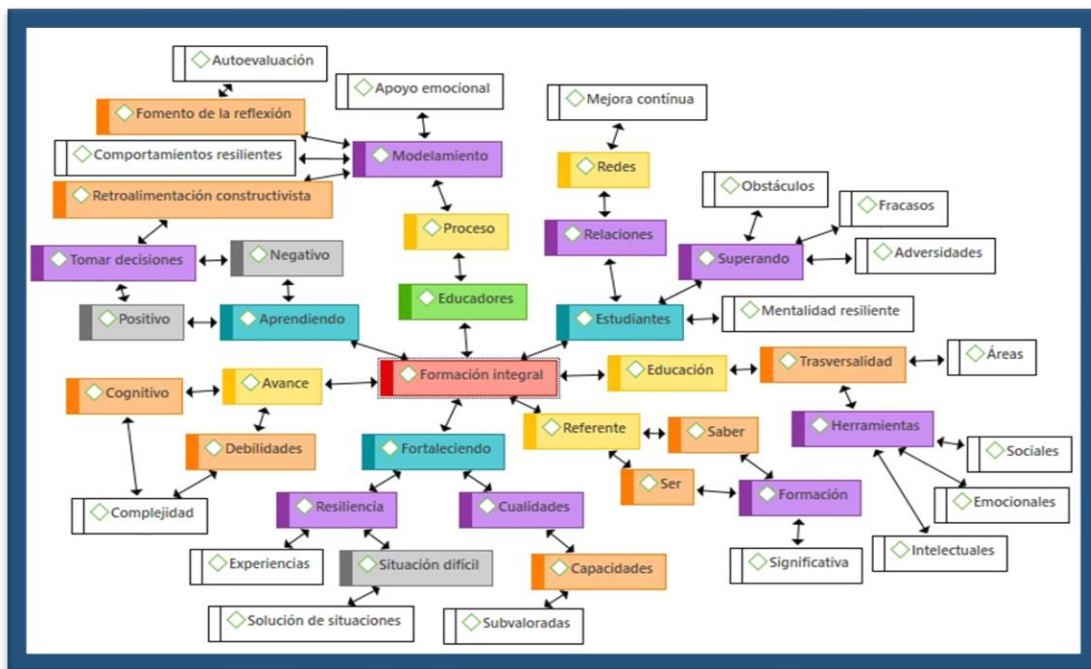 Autoevaluación
Apoyo emocional
Mejora contínua
Fomento de la reflexión
Comportamientos resilientes
Modelamiento
Redes
Retroalimentación constructivista
Obstáculos
Fracasos
Proceso
Relaciones
Tomar decisiones
Negativo
Superando
Adversidades
Educadores
Positivo
Aprendiendo
Estudiantes
Mentalidad resiliente
Formación integral
Educación
Trasversalidad
Áreas
Cognitivo
Avance
Referente
Saber
Herramientas
Debilidades
Fortaleciendo
Sociales
Ser
Formación
Emocionales
Complejidad
Resiliencia
Cualidades
Intelectuales
Experiencias
Situación difícil
Capacidades
Significativa
Solución de situaciones
Subvaloradas